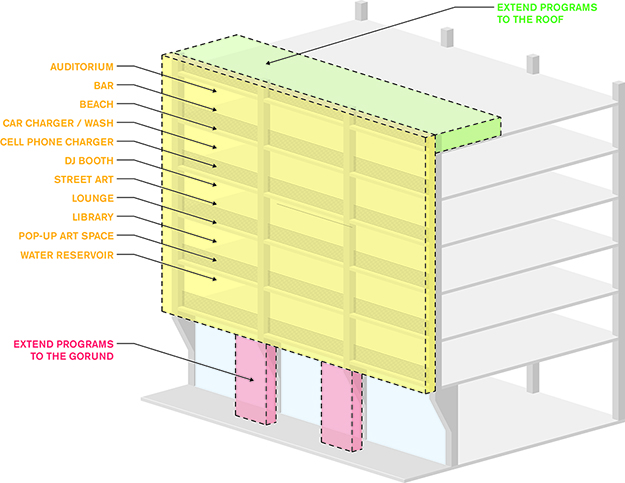 EXTEND PROGRAMS
TO THE ROOF
AUDITORIUM
BAR
BEACH
CAR CHARGER / WASH
CELL PHONE CHARGER
DJ BOOTH
STREET ART
LOUNGE
LIBRARY
POP-UP ART SPACE
WATER RESERVOIR
EXTEND PROGRAMS
TO THE GORUND